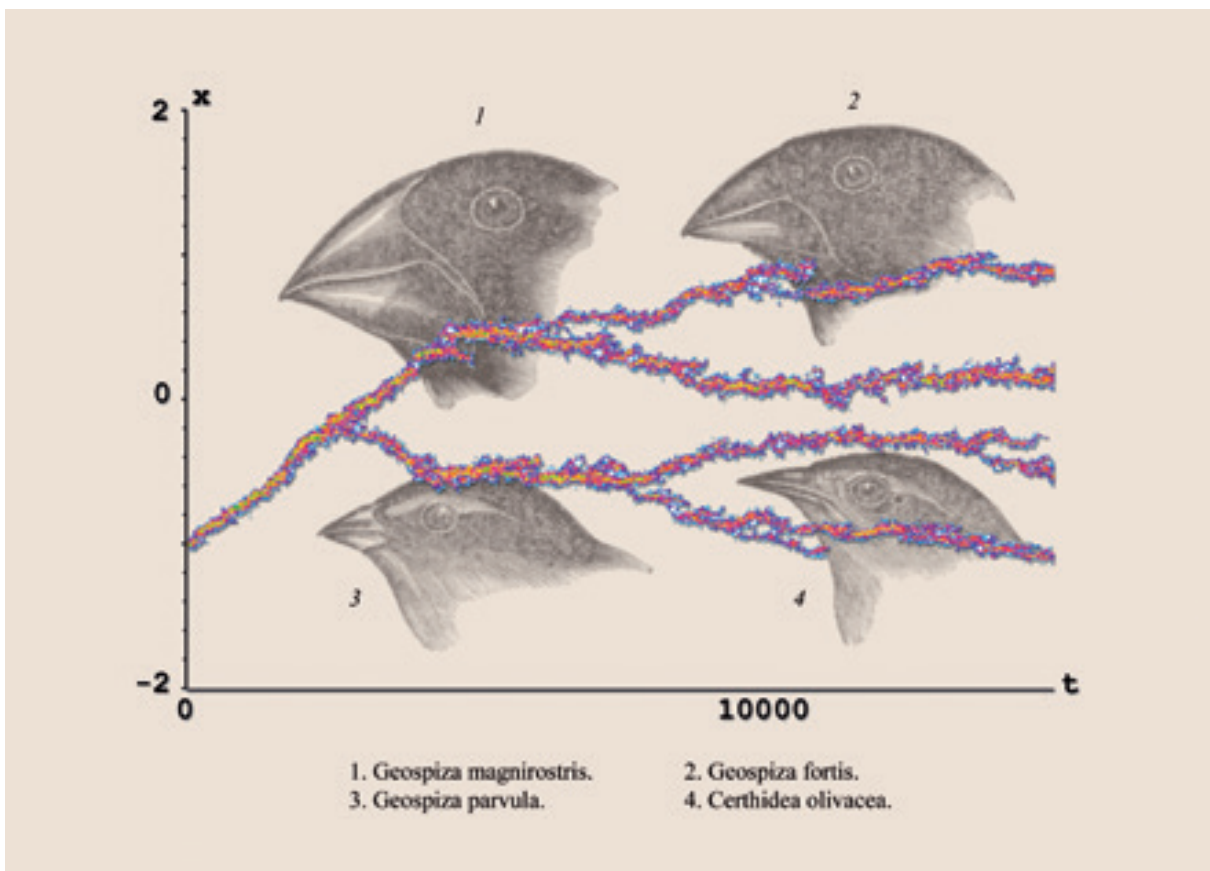 2 x
1
2
0
3
4
-2
0 10000 t
1. Geospiza magnirostris. 2. Geospiza fortis.
3. Geospiza parvula. 4. Certhidea olivacea.